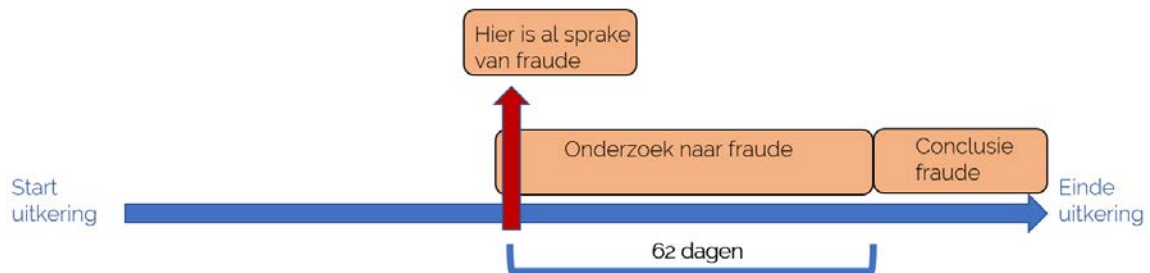 Hier is al sprake
van fraude
Onderzoek naar fraude
Conclusie
fraude
Start
uitkering
Einde
uitkering
62 dagen